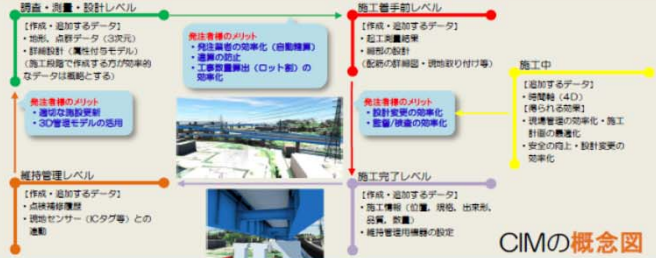 調査・測量・設計レベル
【作成・追加するデータ】
・地形、点群データ（3次元）
・詳細設計（属性付与モデル）
（施工段階で作成する方が効率的
なデータは概略とする）
発注者様のメリット
・発注業者の効率化（自動積算）
・違算の防止
・工事数量算出（ロット割）の
効率化
施工着手前レベル
【作成・追加するデータ】
・起工測量結果
・細部の設計
（配筋の詳細図・現地取り付け等）
施工中
【追加するデータ】
・時間軸（4D）
【得られる効果】
・現場管理の効率化・施工
計画の最適化
・安全の向上・設計変更の
効率化
発注者様のメリット
・適切な施設更新
・3D管理モデルの活用
発注者様のメリット
・設計変更の効率化
・監督/検査の効率化
維持管理レベル
【作成・追加するデータ】
・点検補修履歴
・現地センサー（ICタグ等）との
連動
施工完了レベル
【作成・追加するデータ】
・施工情報（位置、規格、出来形、
品質、数量）
・維持管理用機器の設定
CIMの概念図